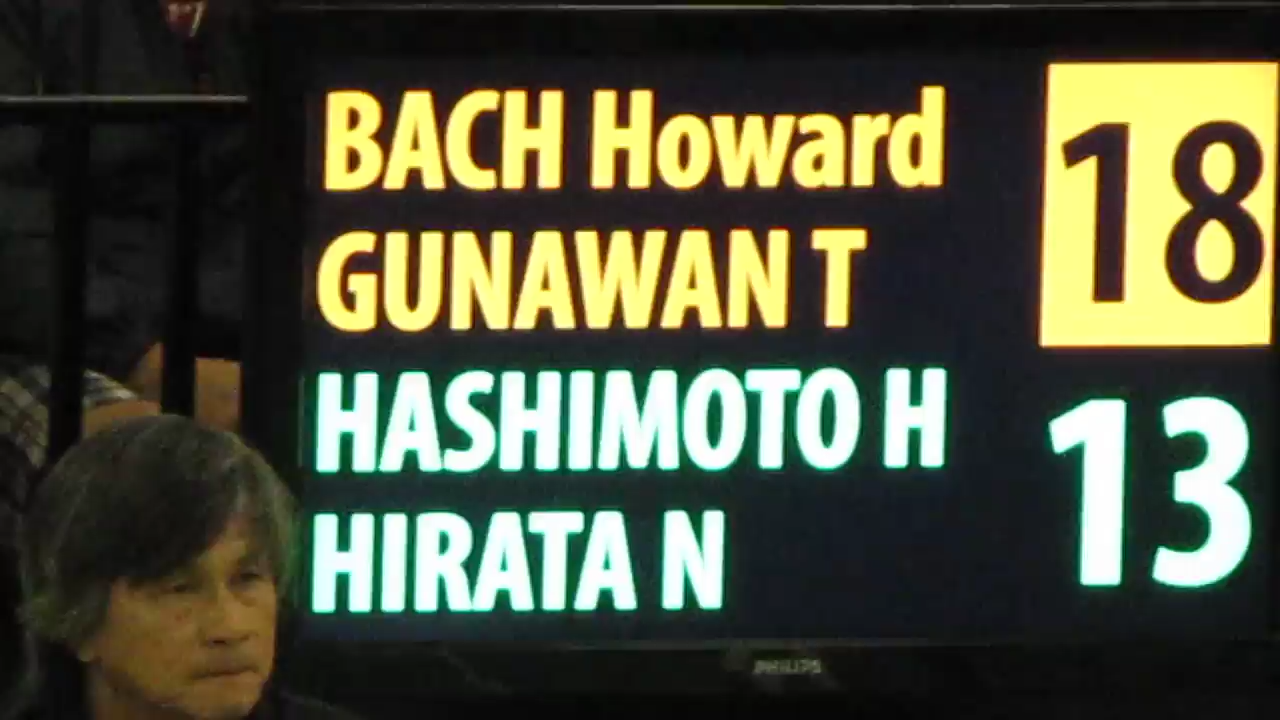 BACH Howard 18
GUNAWAN T
HASHIMOTO H 13
HIRATA N
PHILIPS